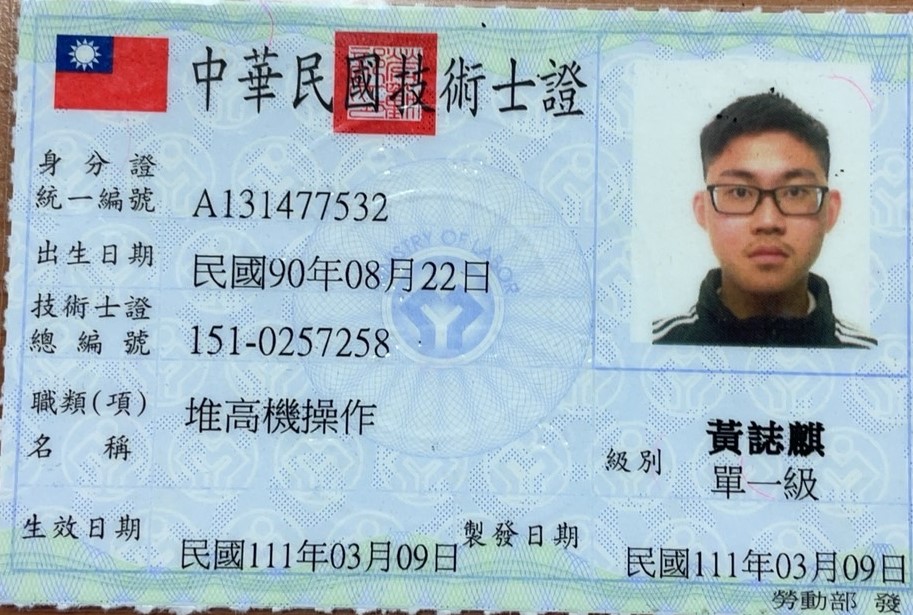 中華民國技術士證
身分證
統一編號 A131477532
出生日期 民國90年08月22日
技術士證
總編號 151-0257258
職類(項)
名稱 堆高機操作
黃誌麒
級別 單一級
生效日期 民國111年03月09日 製發日期 民國111年03月09日
勞動部 發
MINISTRY OF LABOR